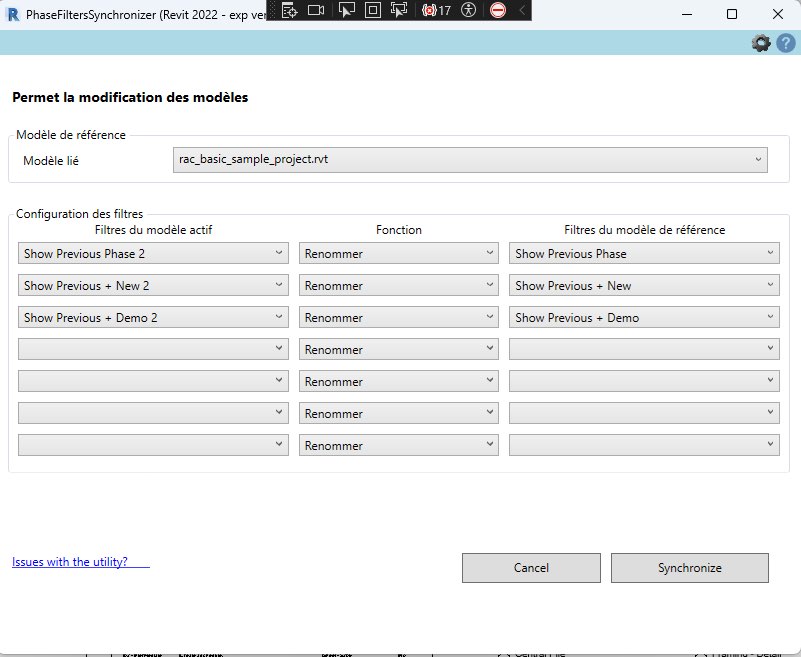 PhaseFiltersSynchronizer (Revit 2022 - exp ver
17
Permet la modification des modèles
Modèle de référence
Modèle lié rac_basic_sample_project.rvt
Configuration des filtres
Filtres du modèle actif Fonction Filtres du modèle de référence
Show Previous Phase 2 Renommer Show Previous Phase
Show Previous + New 2 Renommer Show Previous + New
Show Previous + Demo 2 Renommer Show Previous + Demo
Renommer
Renommer
Renommer
Renommer
Issues with the utility?
Cancel Synchronize